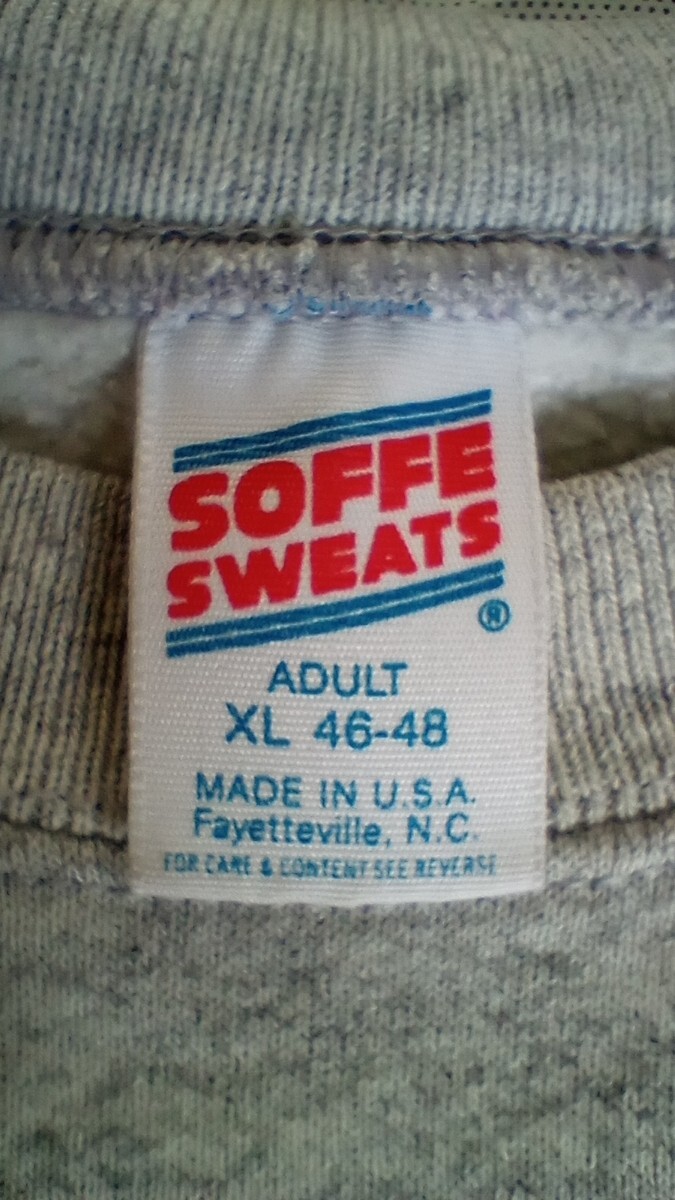 SOFFE
SWEATS
®
ADULT
XL 46-48
MADE IN U.S.A.
Fayetteville, N.C.
FOR CARE & CONTENT SEE REVERSE